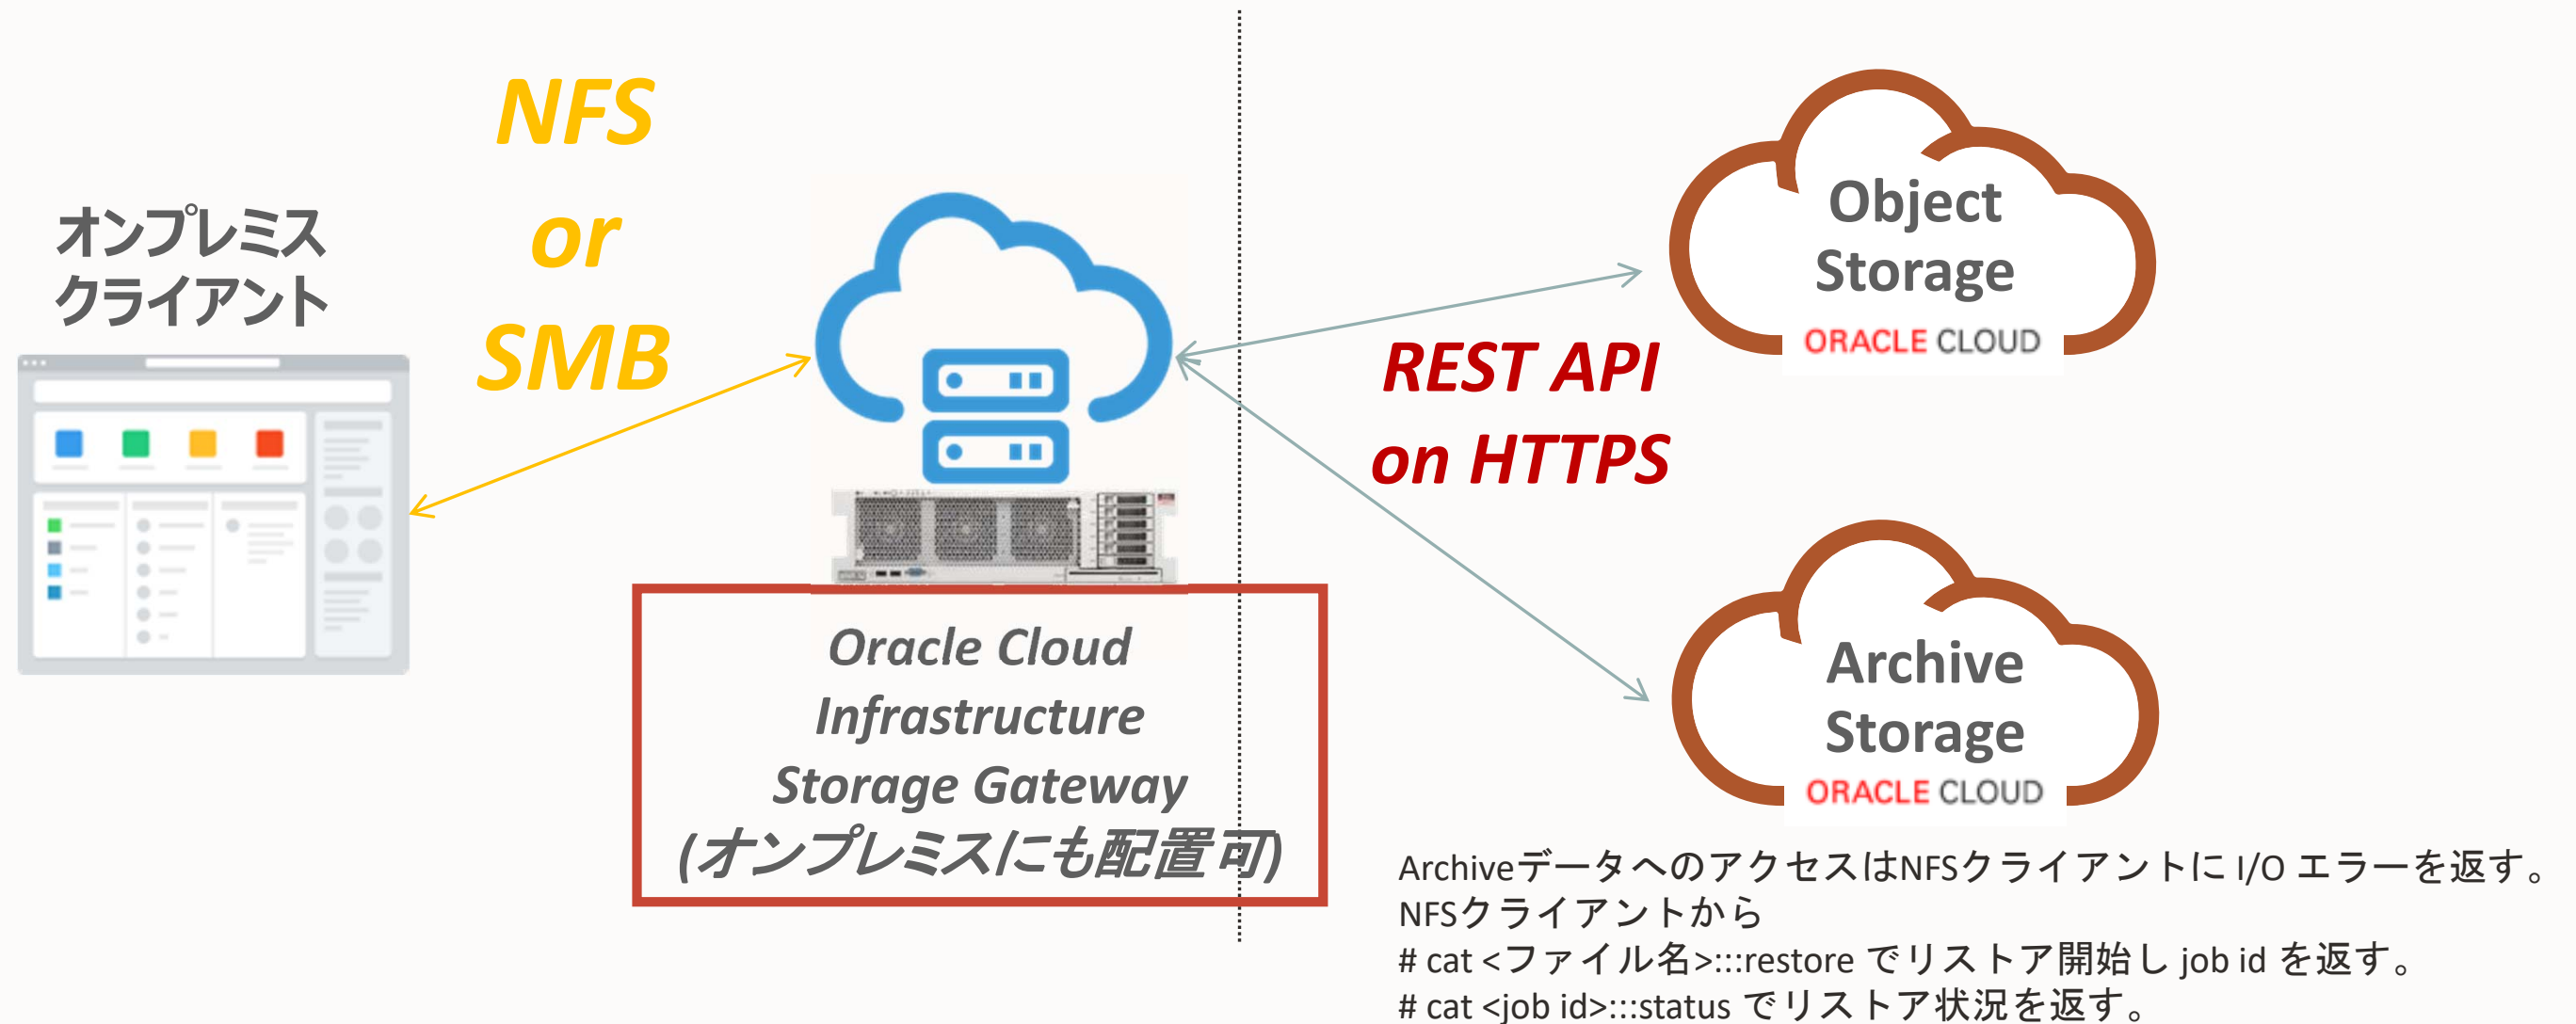 オンプレミス
クライアント
NFS
or
SMB
Oracle Cloud
Infrastructure
Storage Gateway
(オンプレミスにも配置可)
REST API
on HTTPS
Object
Storage
ORACLE CLOUD
Archive
Storage
ORACLE CLOUD
ArchiveデータへのアクセスはNFSクライアントに I/O エラーを返す。
NFSクライアントから
# cat <ファイル名>:::restore でリストア開始し job id を返す。
# cat <job id>:::status でリストア状況を返す。